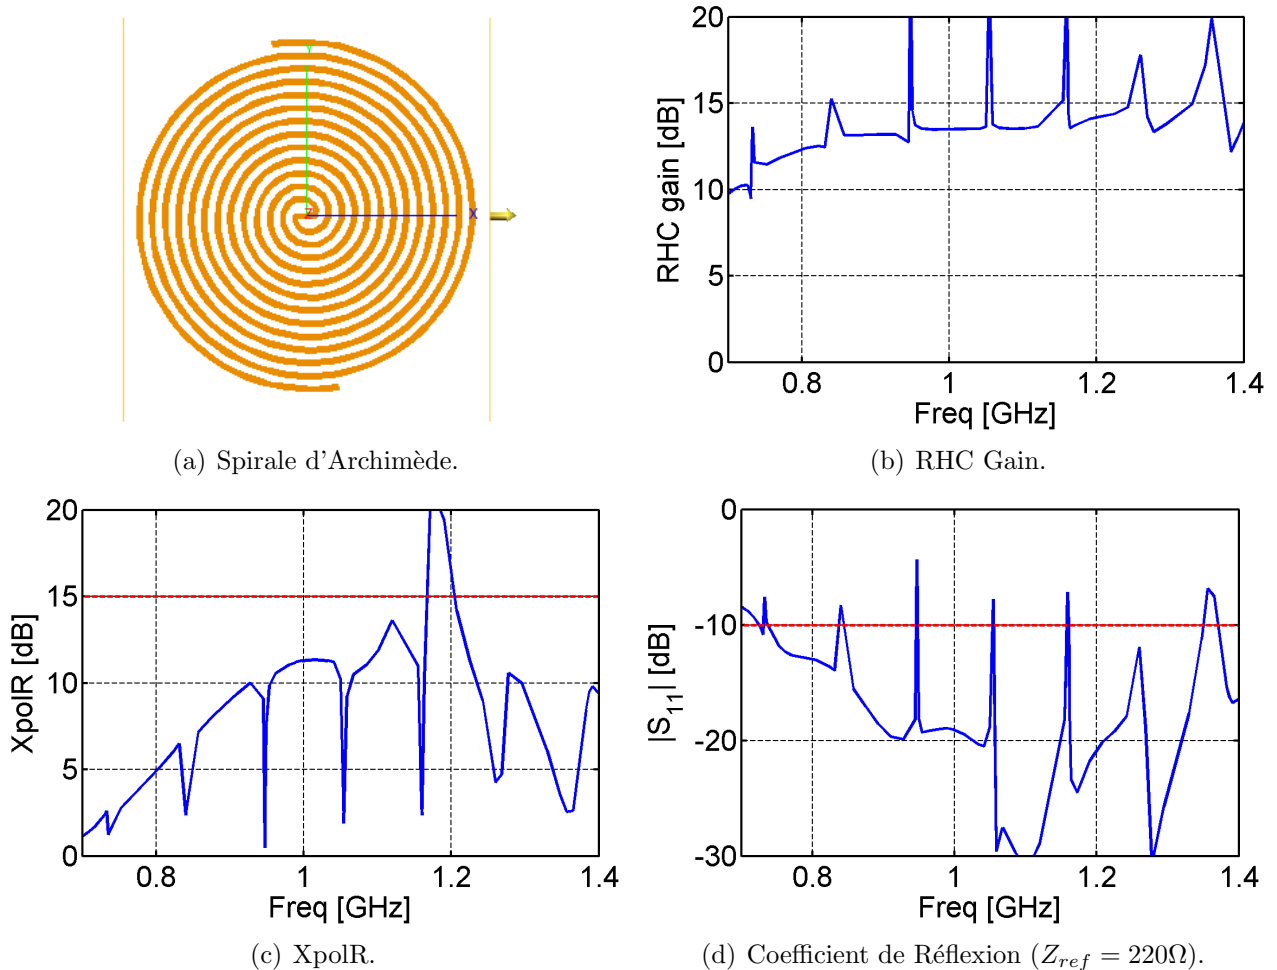 Y
Z
X
(a) Spirale d'Archimède.
20
15
10
5
0
0.8
1
1.2
1.4
RHC gain [dB]
Freq [GHz]
(b) RHC Gain.
20
15
10
5
0
0.8
1
1.2
1.4
XpolR [dB]
Freq [GHz]
(c) XpolR.
0
-10
-20
-30
0.8
1
1.2
1.4
|S11| [dB]
Freq [GHz]
(d) Coefficient de Réflexion (Zref = 220Ω).